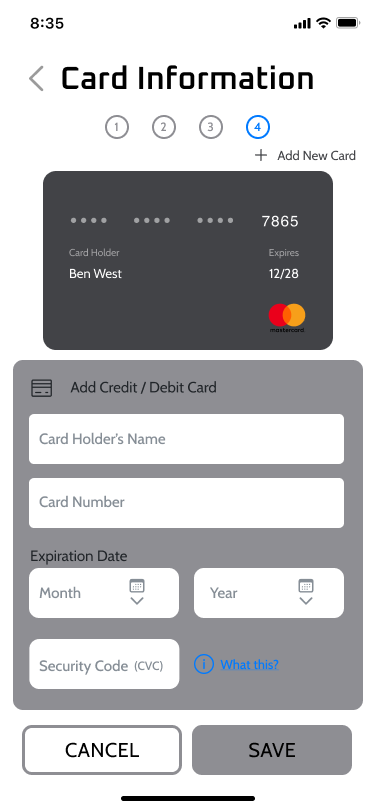 8:35
Card Information
1 2 3 4
+ Add New Card
•••• •••• •••• 7865
Card Holder Expires
Ben West 12/28
mastercard
Add Credit / Debit Card
Card Holder's Name
Card Number
Expiration Date
Month Year
Security Code (CVC) What this?
CANCEL SAVE